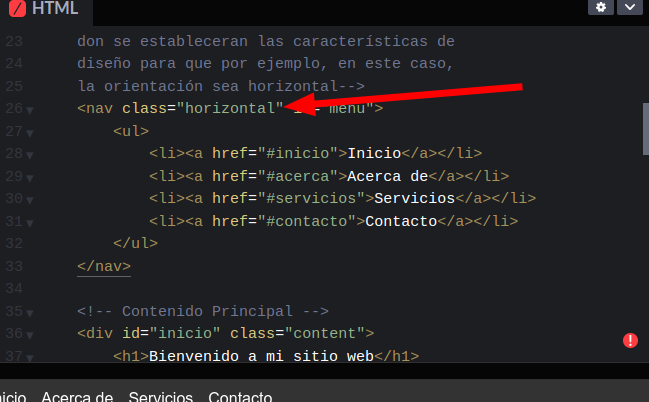 HTML
23 don se estableceran las características de
24 diseño para que por ejemplo, en este caso,
25 la orientación sea horizontal-->
26 <nav class="horizontal" id="menu">
27 <ul>
28 <li><a href="#inicio">Inicio</a></li>
29 <li><a href="#acerca">Acerca de</a></li>
30 <li><a href="#servicios">Servicios</a></li>
31 <li><a href="#contacto">Contacto</a></li>
32 </ul>
33 </nav>
34
35 <!-- Contenido Principal -->
36 <div id="inicio" class="content">
37 <h1>Bienvenido a mi sitio web</h1>
nicio Acerca de Servicios Contacto